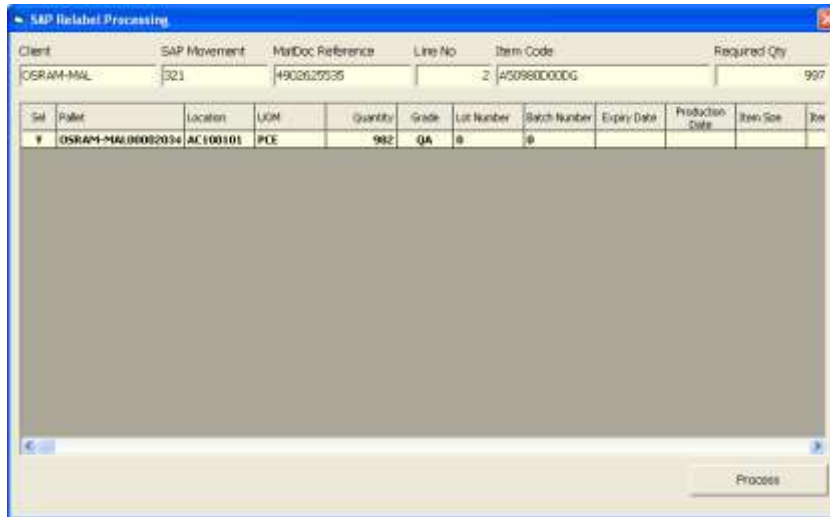 SAP Relabel Processing
Client SAP Movement MatDoc Reference Line No Item Code Required Qty
OSRAM-MAL 321 4902625535 2 A50980D00DG 997
Sel Pallet Location UOM Quantity Grade Lot Number Batch Number Expiry Date Production Date Item Size Iter
Y OSRAM-MAL00002034 AC100101 PCE 982 QA 0 0
Process